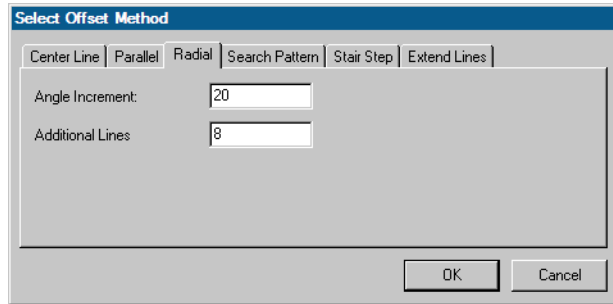 Select Offset Method
Center Line Parallel Radial Search Pattern Stair Step Extend Lines
Angle Increment: 20
Additional Lines 8
OK Cancel